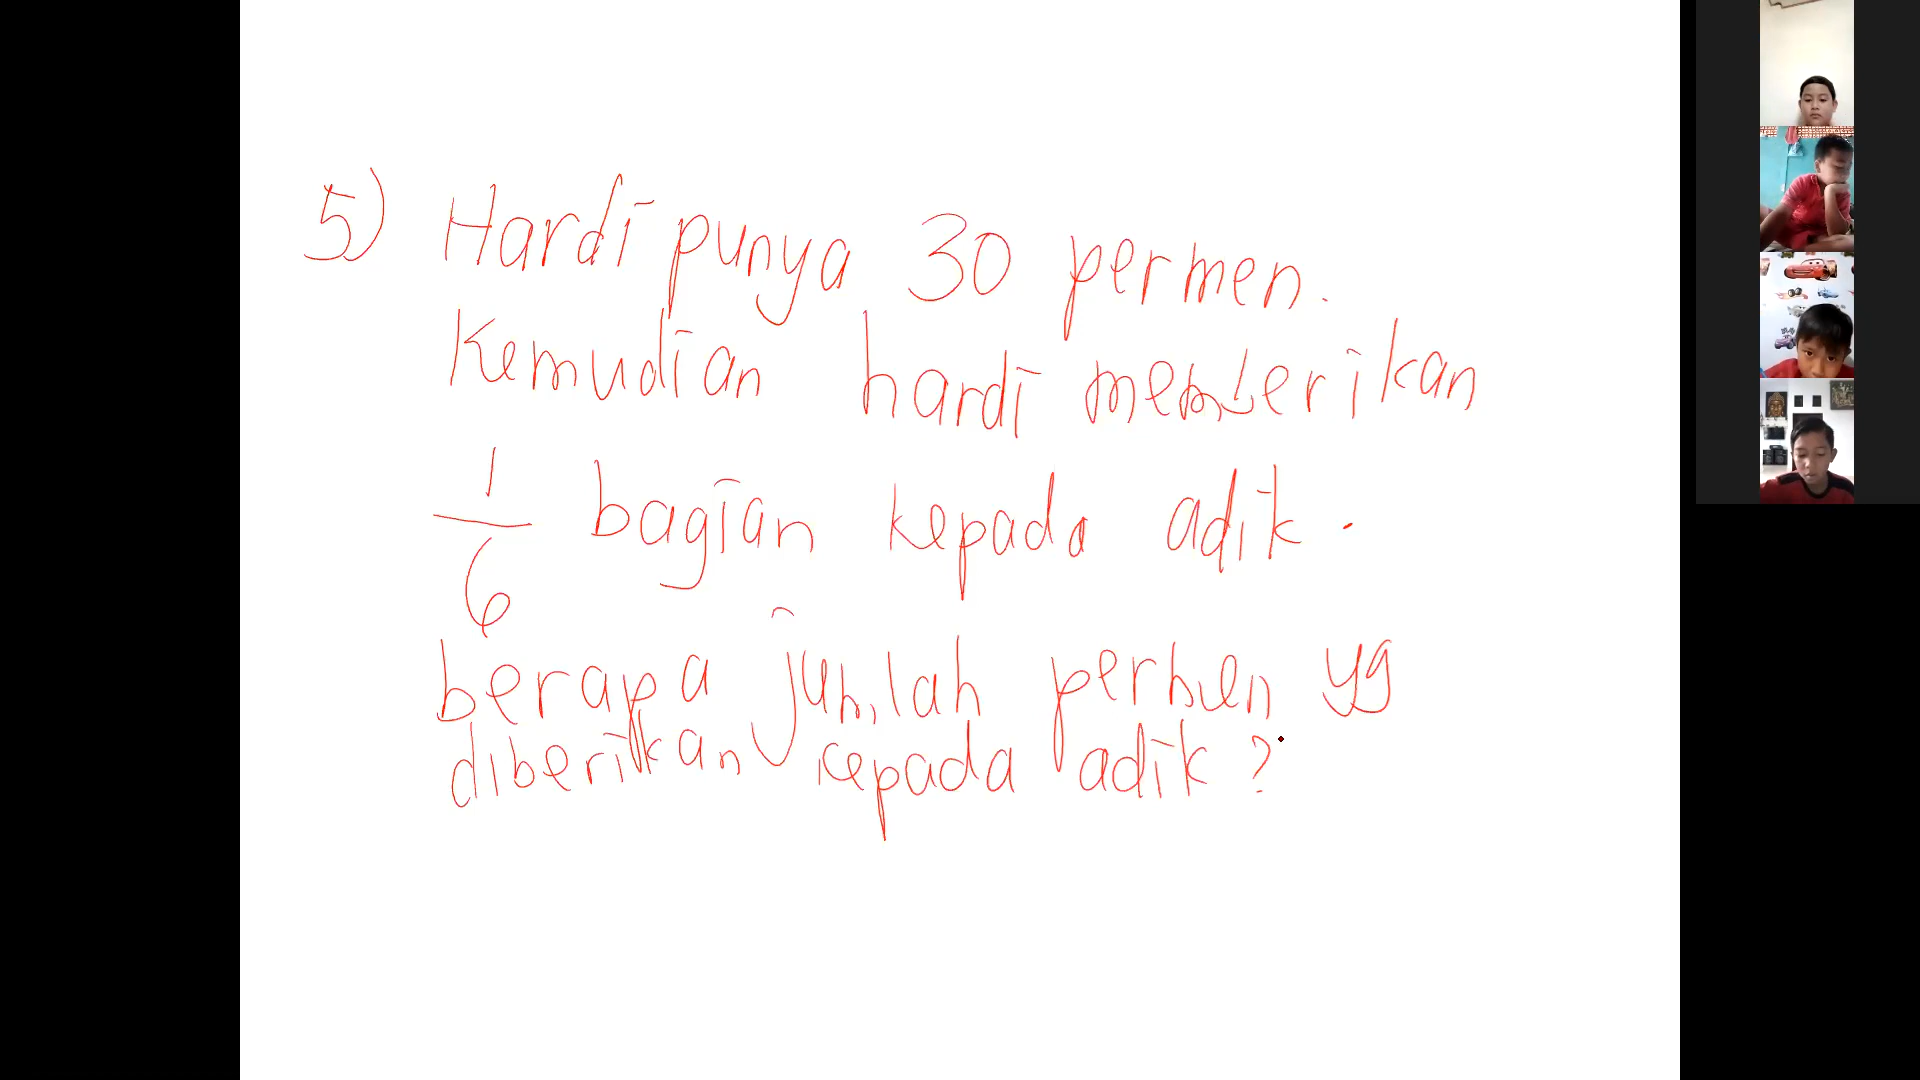 5) Hardi punya 30 permen.
Kemudian hardi memberikan
1/6 bagian kepada adik.
berapa jumlah permen yg
diberikan kepada adik?